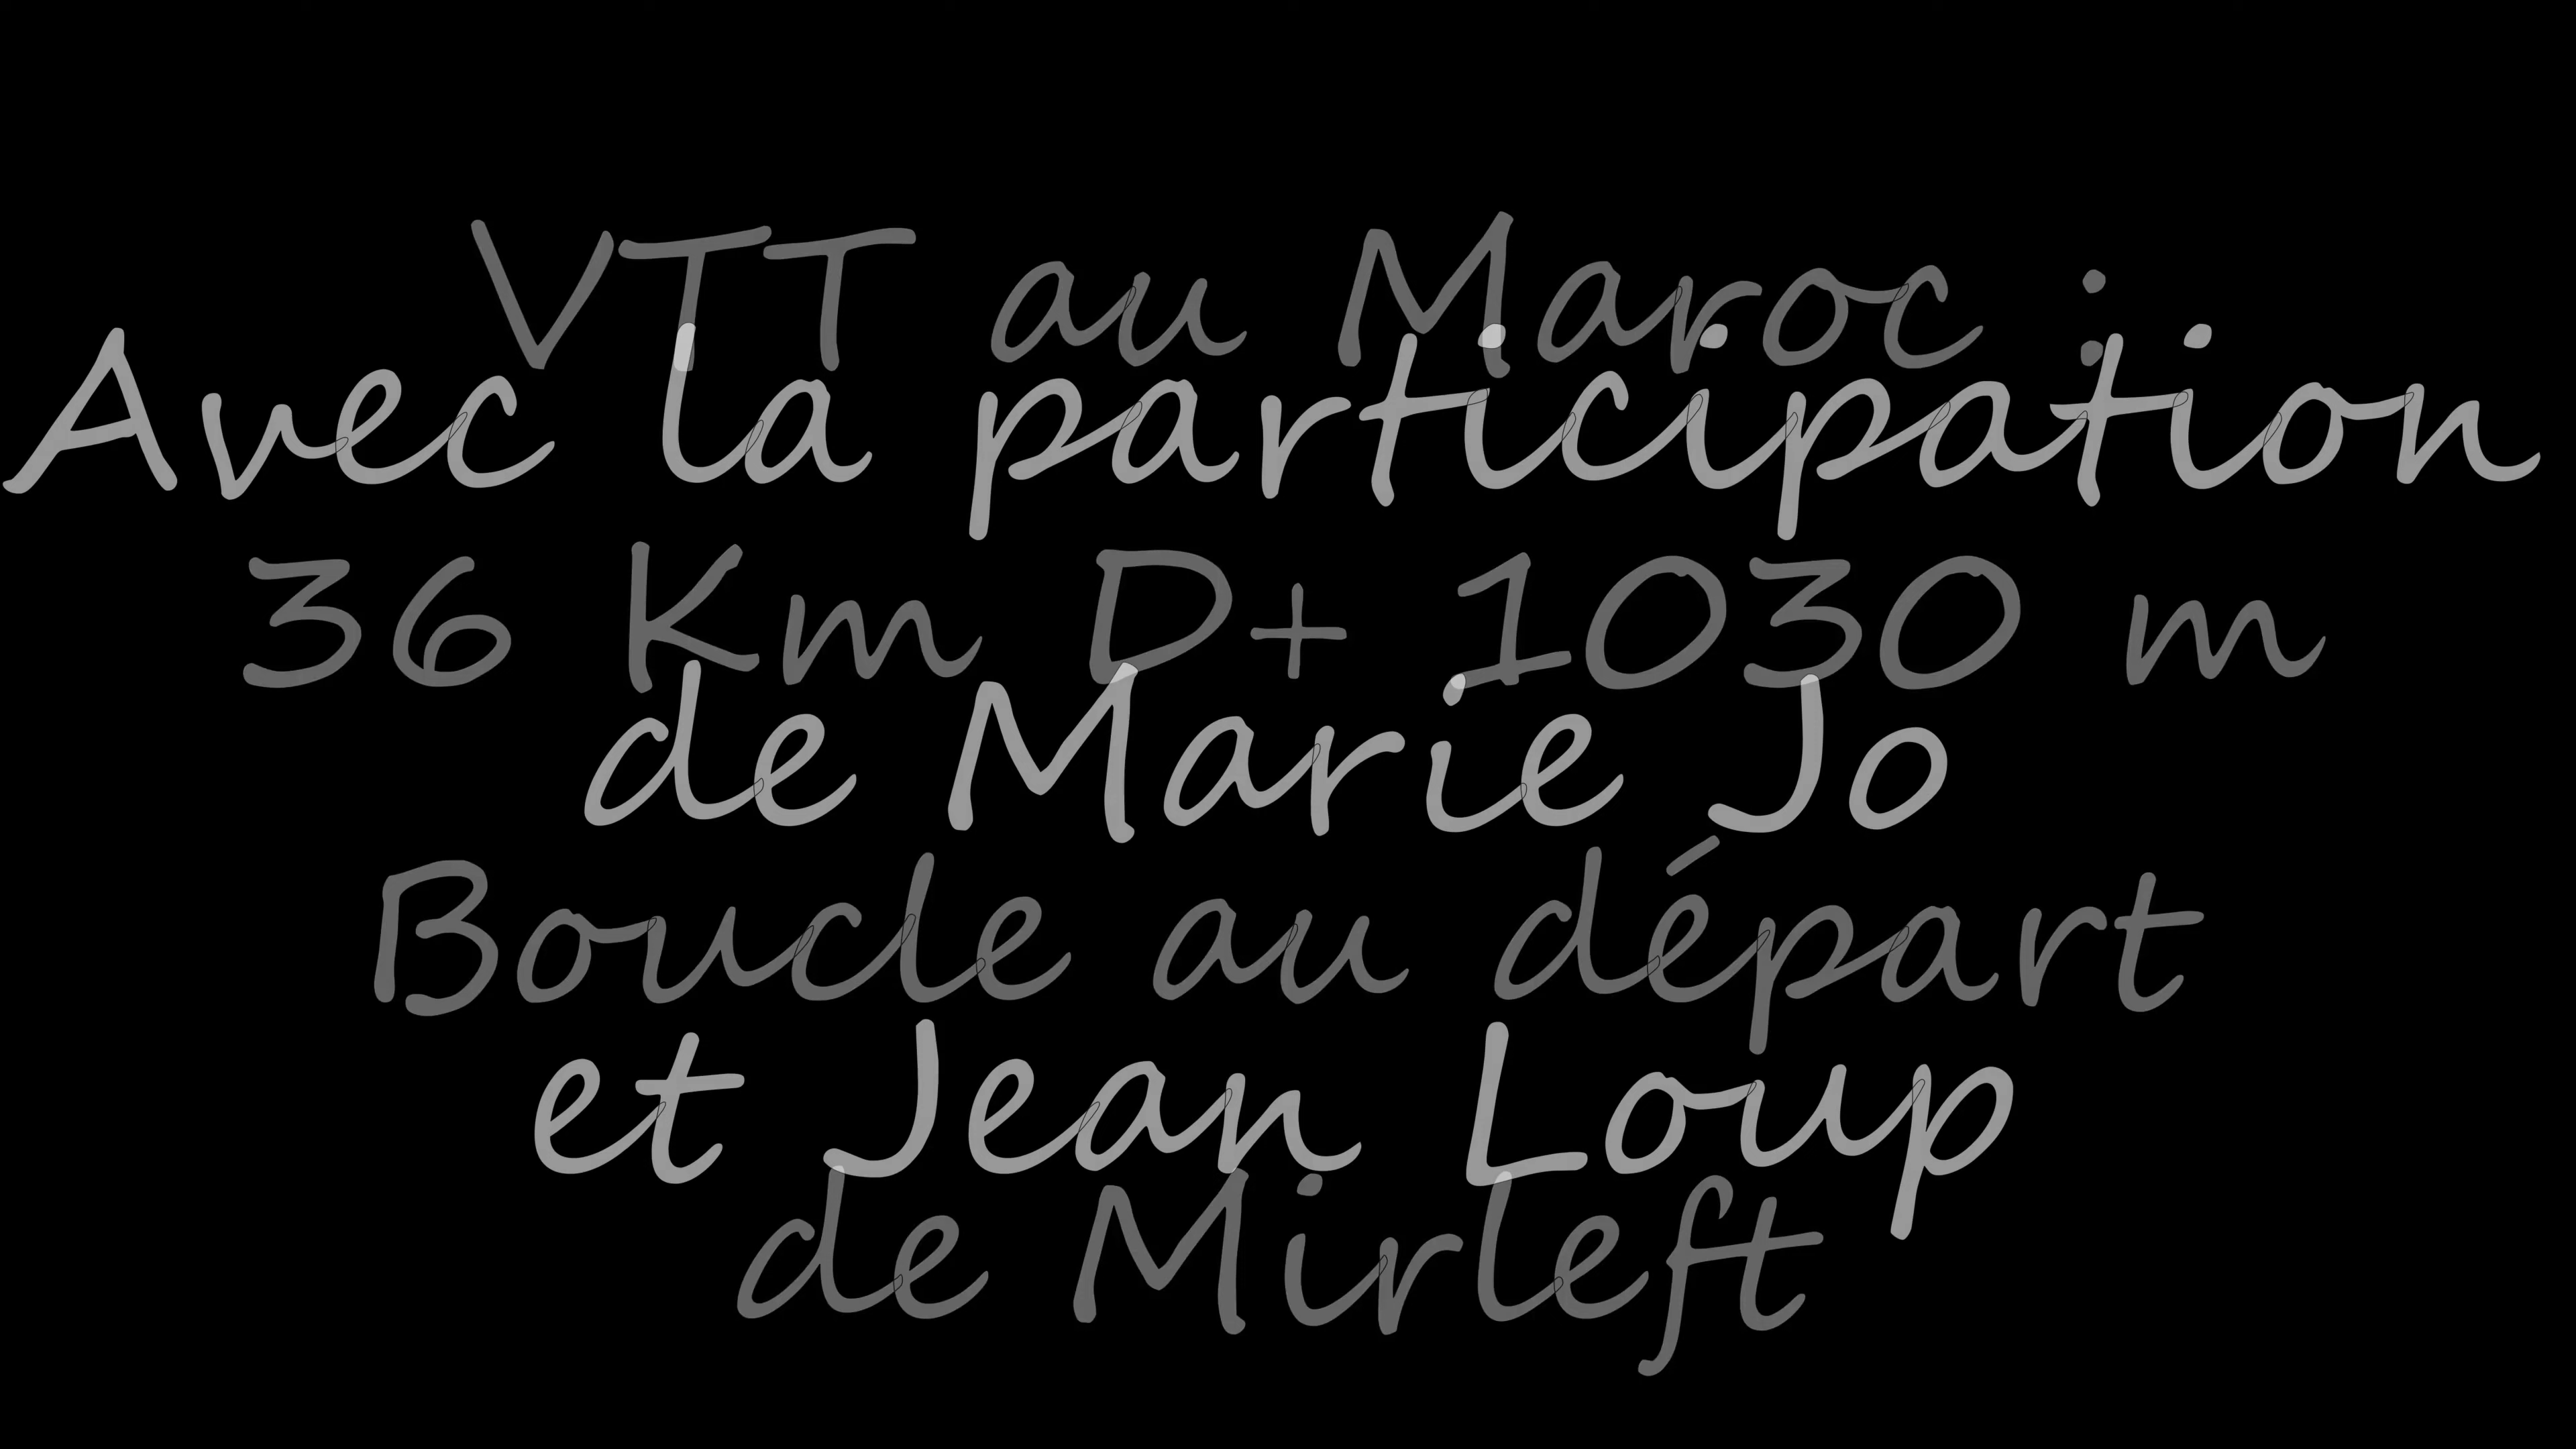 VTT au Maroc :
Avec la participation
36 Km D+ 1030 m
de Marie Jo
Boucle au départ
et Jean Loup
de Mirleft